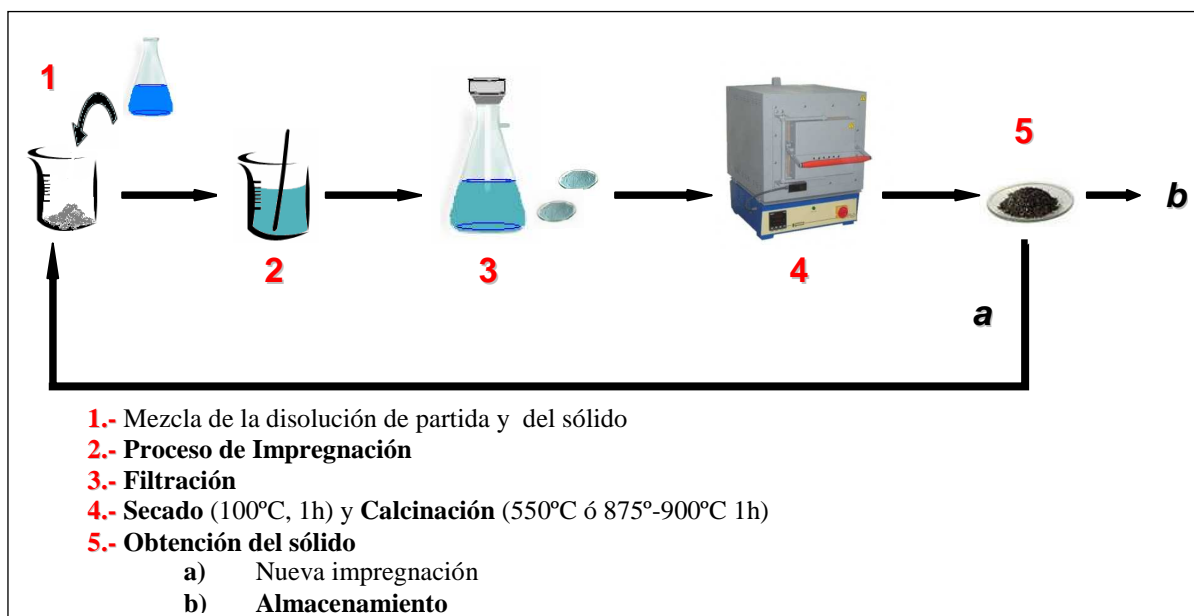 1
5
b
2
3
4
a
1.- Mezcla de la disolución de partida y del sólido
2.- Proceso de Impregnación
3.- Filtración
4.- Secado (100ºC, 1h) y Calcinación (550ºC ó 875º-900ºC 1h)
5.- Obtención del sólido
a) Nueva impregnación
b) Almacenamiento